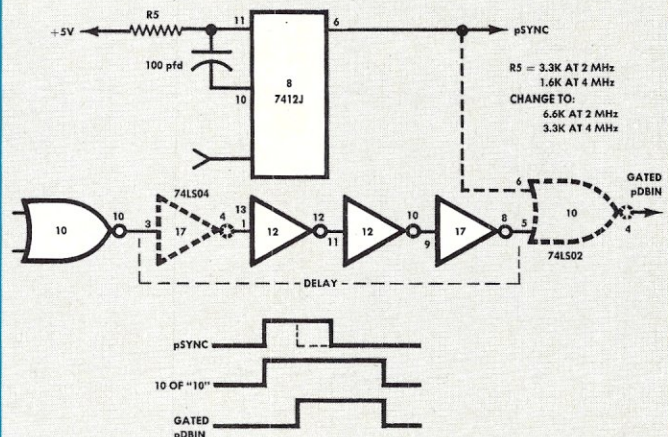 R5
11
6
+5V
pSYNC
100 pfd
8
7412J
10
R5 = 3.3K AT 2 MHz
1.6K AT 4 MHz
CHANGE TO:
6.6K AT 2 MHz
3.3K AT 4 MHz
74LS04
6
GATED
pDBIN
10
10
3
17
4
13
1
12
12
11
12
10
9
17
8
5
10
4
74LS02
DELAY
pSYNC
10 OF "10"
GATED
pDBIN